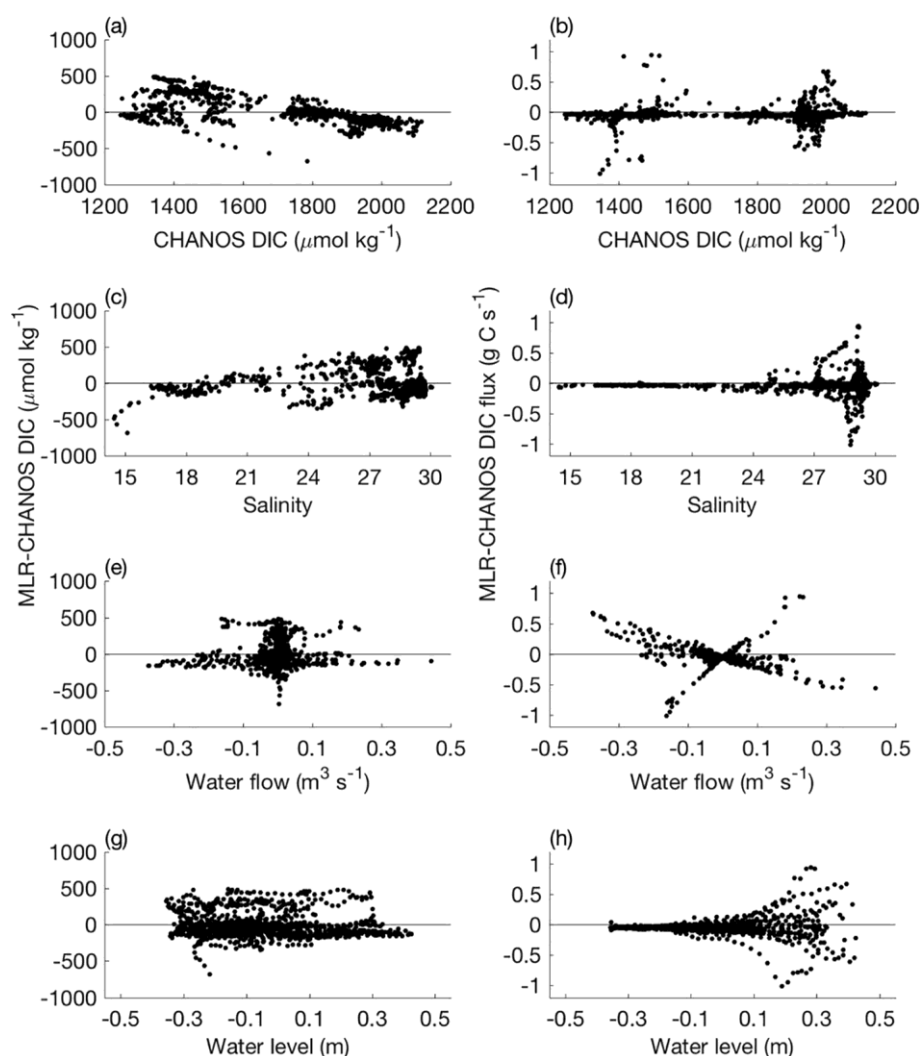 (a)
1000
500
0
-500
-1000
1200 1400 1600 1800 2000 2200
CHANOS DIC (μmol kg⁻¹)
(b)
1
0.5
0
-0.5
-1
1200 1400 1600 1800 2000 2200
CHANOS DIC (μmol kg⁻¹)
MLR-CHANOS DIC (μmol kg⁻¹)
(c)
1000
500
0
-500
-1000
15 18 21 24 27 30
Salinity
MLR-CHANOS DIC flux (g C s⁻¹)
(d)
1
0.5
0
-0.5
-1
15 18 21 24 27 30
Salinity
(e)
1000
500
0
-500
-1000
-0.5 -0.3 -0.1 0.1 0.3 0.5
Water flow (m³ s⁻¹)
(f)
1
0.5
0
-0.5
-1
-0.5 -0.3 -0.1 0.1 0.3 0.5
Water flow (m³ s⁻¹)
(g)
1000
500
0
-500
-1000
-0.5 -0.3 -0.1 0.1 0.3 0.5
Water level (m)
(h)
1
0.5
0
-0.5
-1
-0.5 -0.3 -0.1 0.1 0.3 0.5
Water level (m)